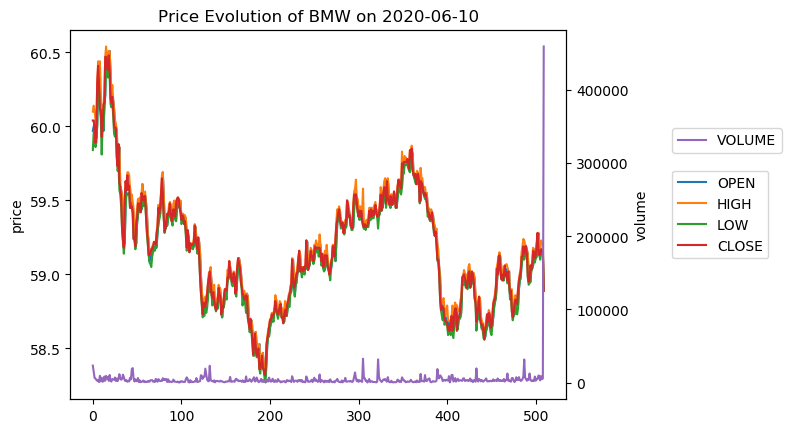 Price Evolution of BMW on 2020-06-10
60.5
60.0
59.5
59.0
58.5
price
0
100
200
300
400
500
400000
300000
200000
100000
0
volume
VOLUME
OPEN
HIGH
LOW
CLOSE